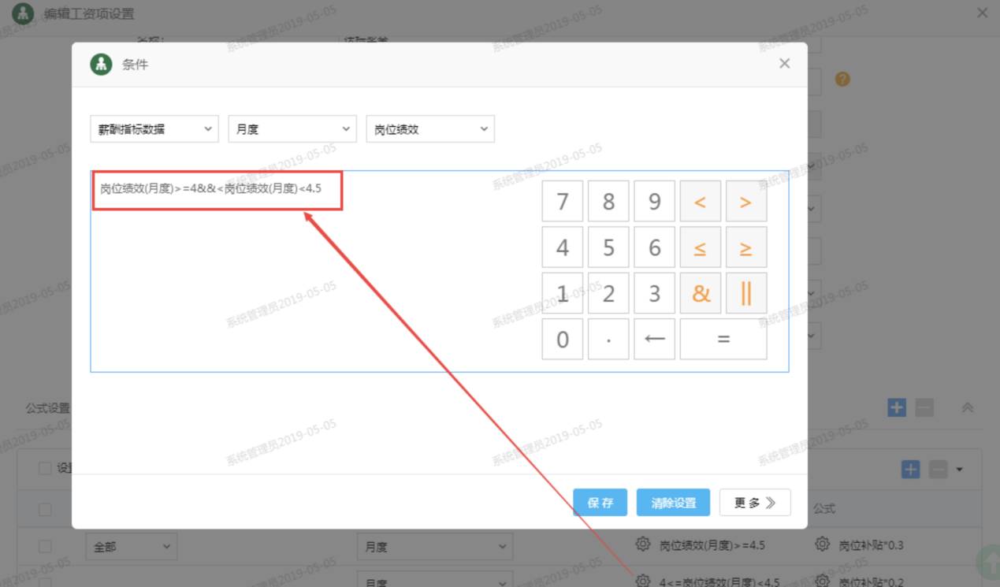 编辑工资项设置
条件
薪酬指标数据 月度 岗位绩效
岗位绩效(月度)>=4&&<岗位绩效(月度)<4.5
7 8 9 < >
4 5 6 ≤ ≥
1 2 3 & ||
0 . ← =
公式设置
保存 清除设置 更多
公式
全部 月度 岗位绩效(月度)>=4.5 岗位补贴*0.3
月度 4<=岗位绩效(月度)<4.5 岗位补贴*0.2
系统管理员2019-05-05